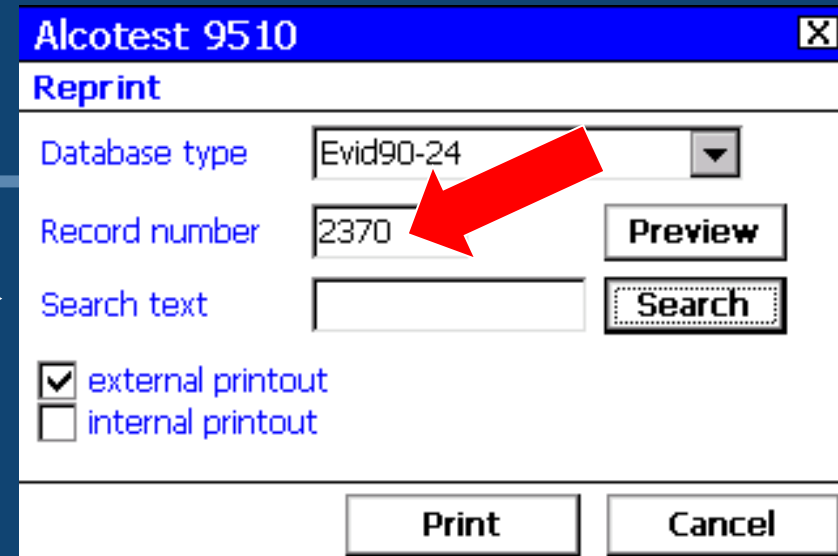 Alcotest 9510 X
Reprint
Database type Evid90-24
Record number 2370 Preview
Search text Search
external printout
internal printout
Print Cancel